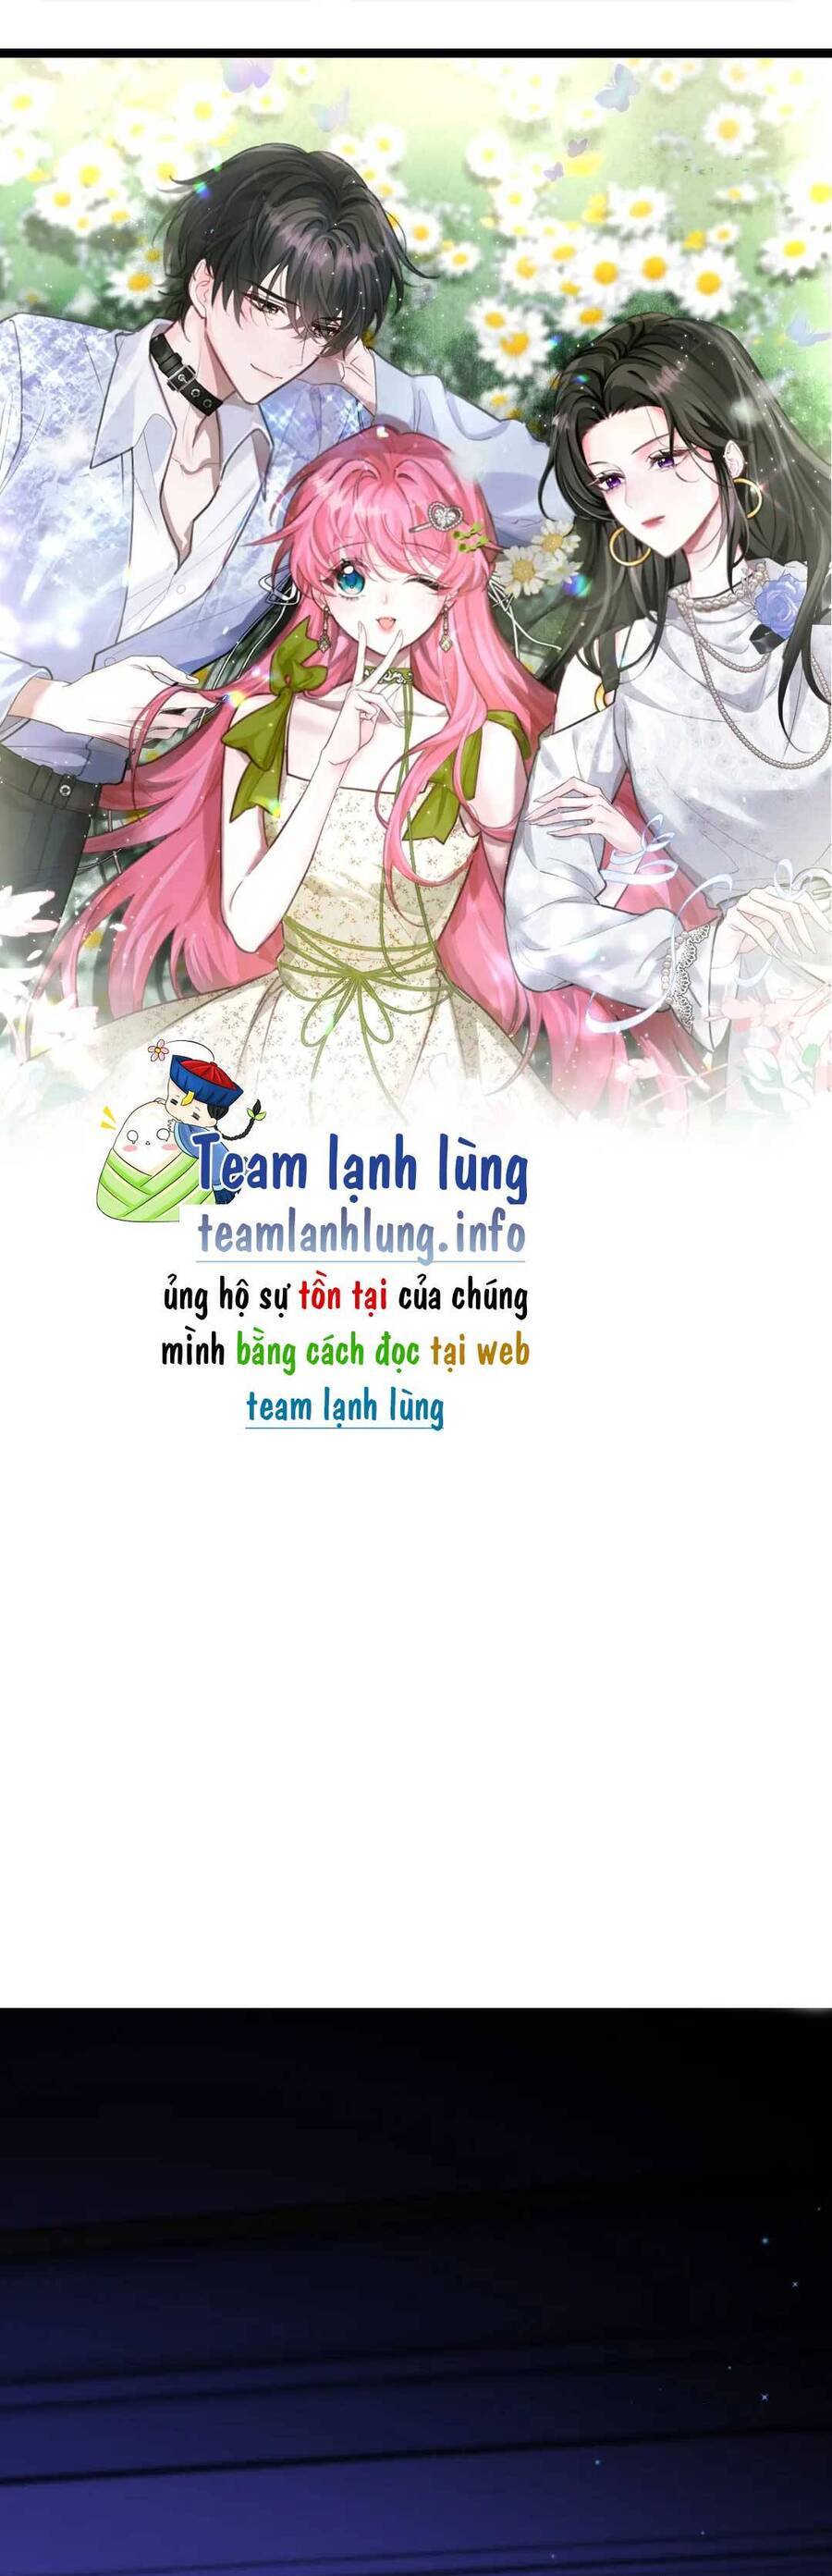 Team lạnh lùng
teamlanhlung.info
ủng hộ sự tồn tại của chúng
mình bằng cách đọc tại web
team lạnh lùng